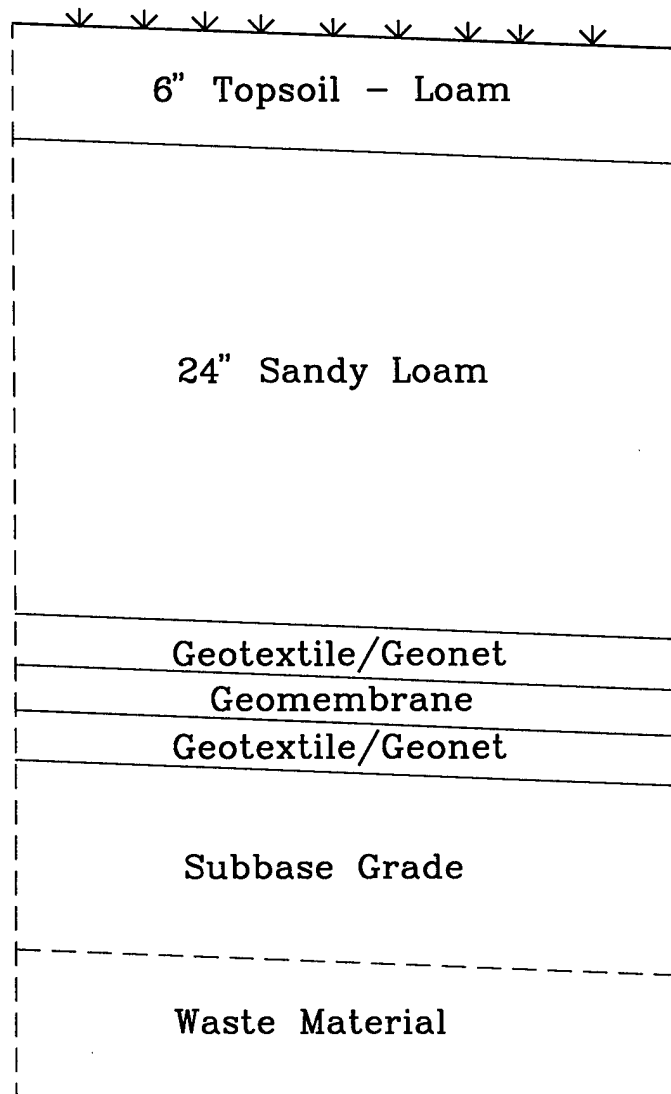 6" Topsoil – Loam
24" Sandy Loam
Geotextile/Geonet
Geomembrane
Geotextile/Geonet
Subbase Grade
Waste Material